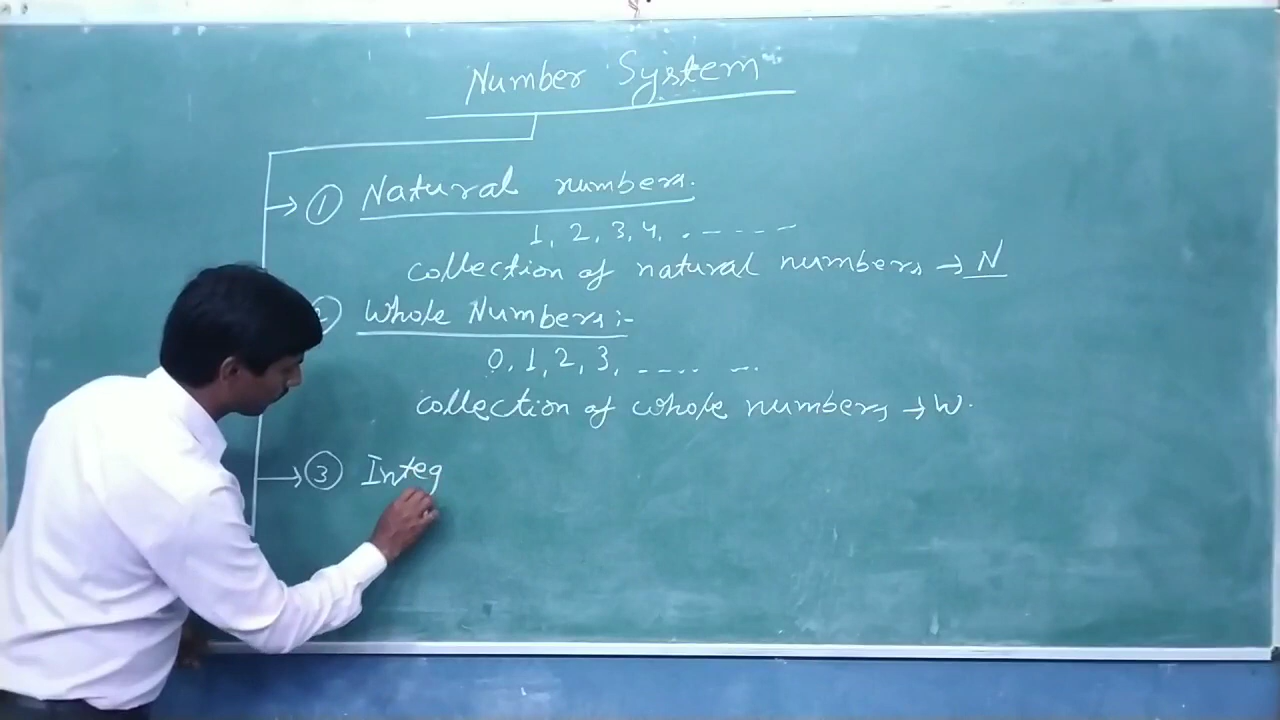 Number System
① Natural numbers.
1, 2, 3, 4, . - - - - -
collection of natural numbers → N
② Whole Numbers:-
0, 1, 2, 3, ..... ...
collection of whole numbers → W.
→ ③ Integ